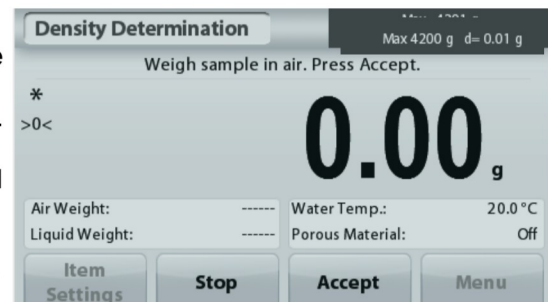 Density Determination
Max 4200 g d= 0.01 g
Weigh sample in air. Press Accept.
*
>0<
0.00 g
Air Weight: ------ Water Temp.: 20.0 °C
Liquid Weight: ------ Porous Material: Off
Item Settings Stop Accept Menu